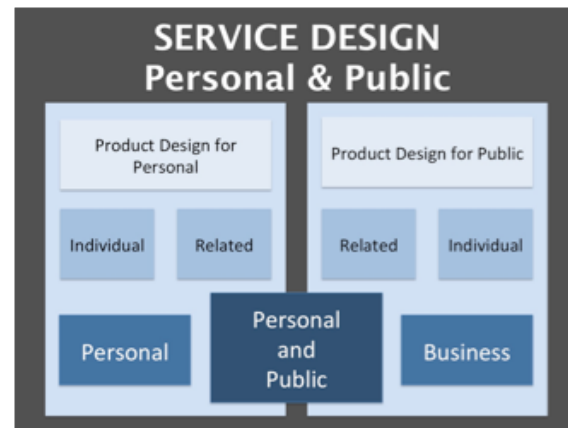 SERVICE DESIGN
Personal & Public
Product Design for
Personal
Product Design for Public
Individual
Related
Related
Individual
Personal
Personal
and
Public
Business